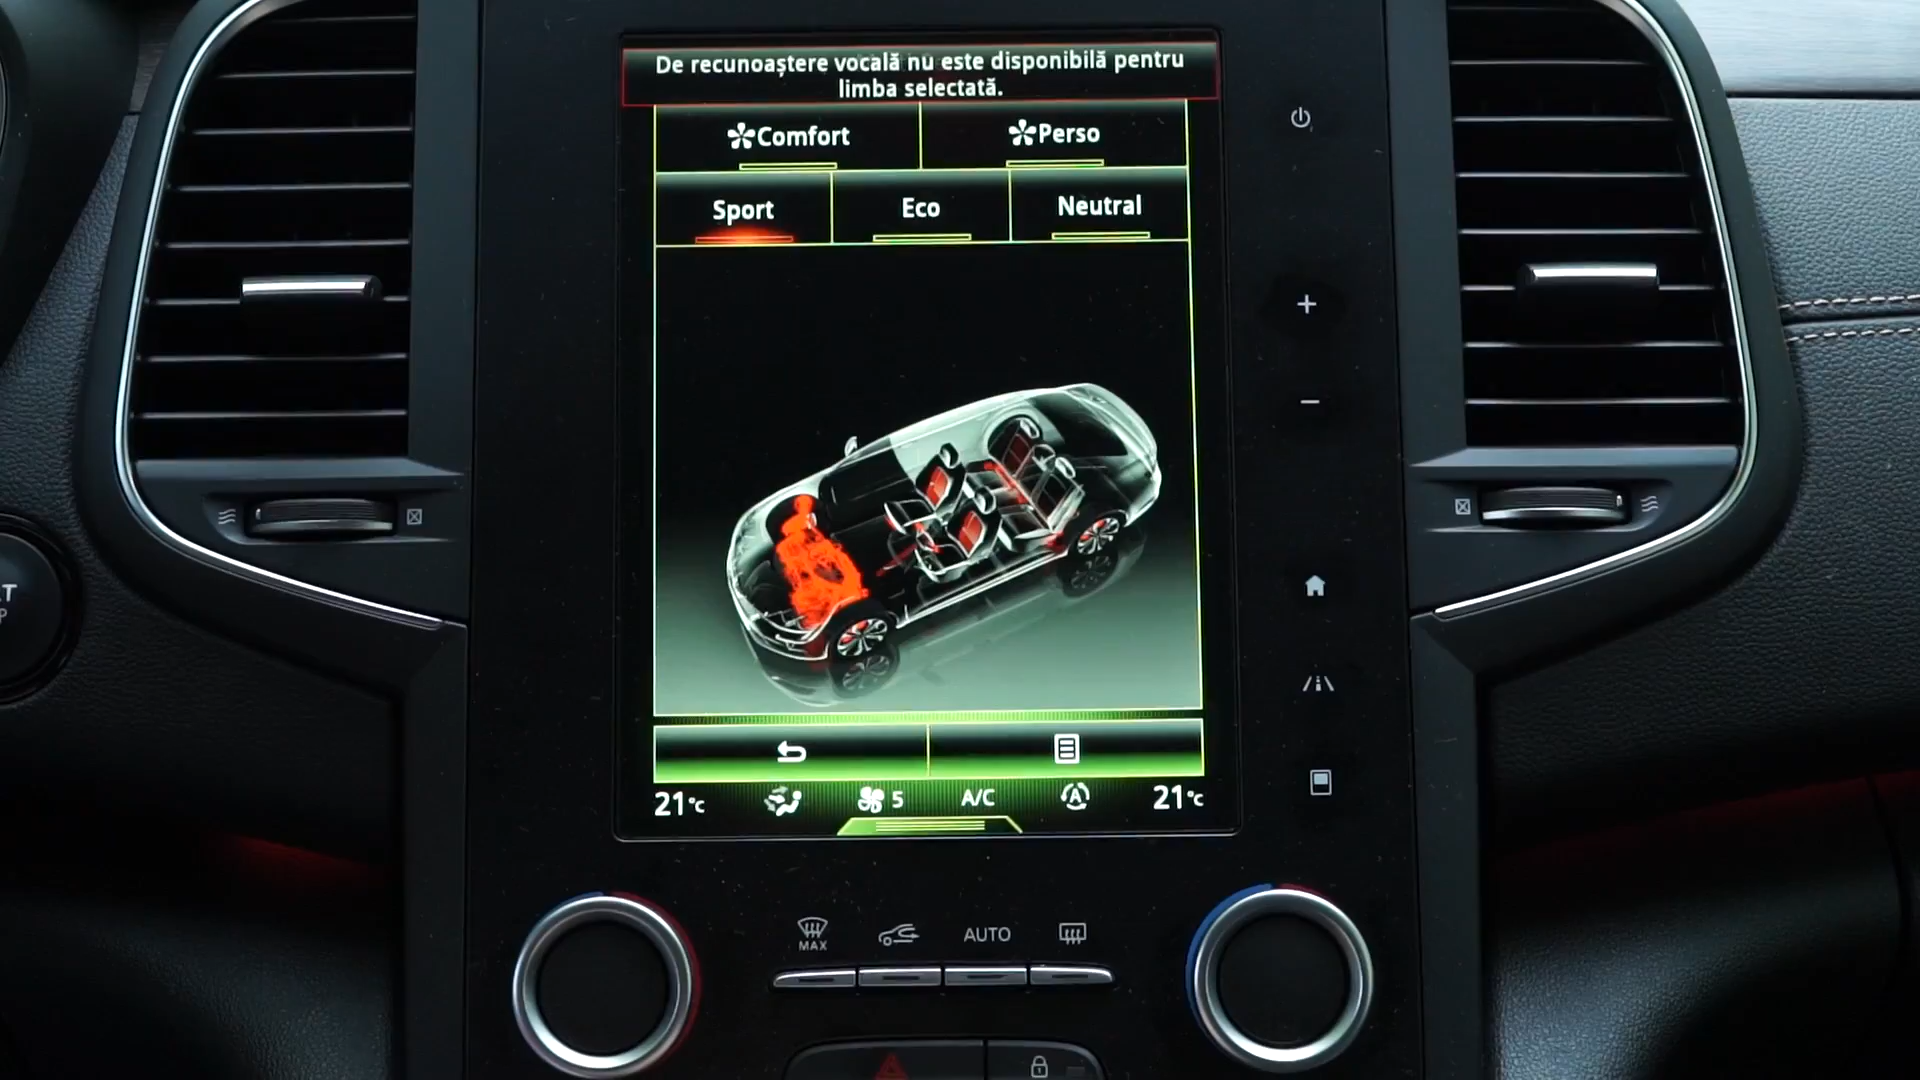 De recunoaștere vocală nu este disponibilă pentru
limba selectată.
Comfort
Perso
Sport
Eco
Neutral
21°C
5
A/C
A
21°C
MAX
AUTO